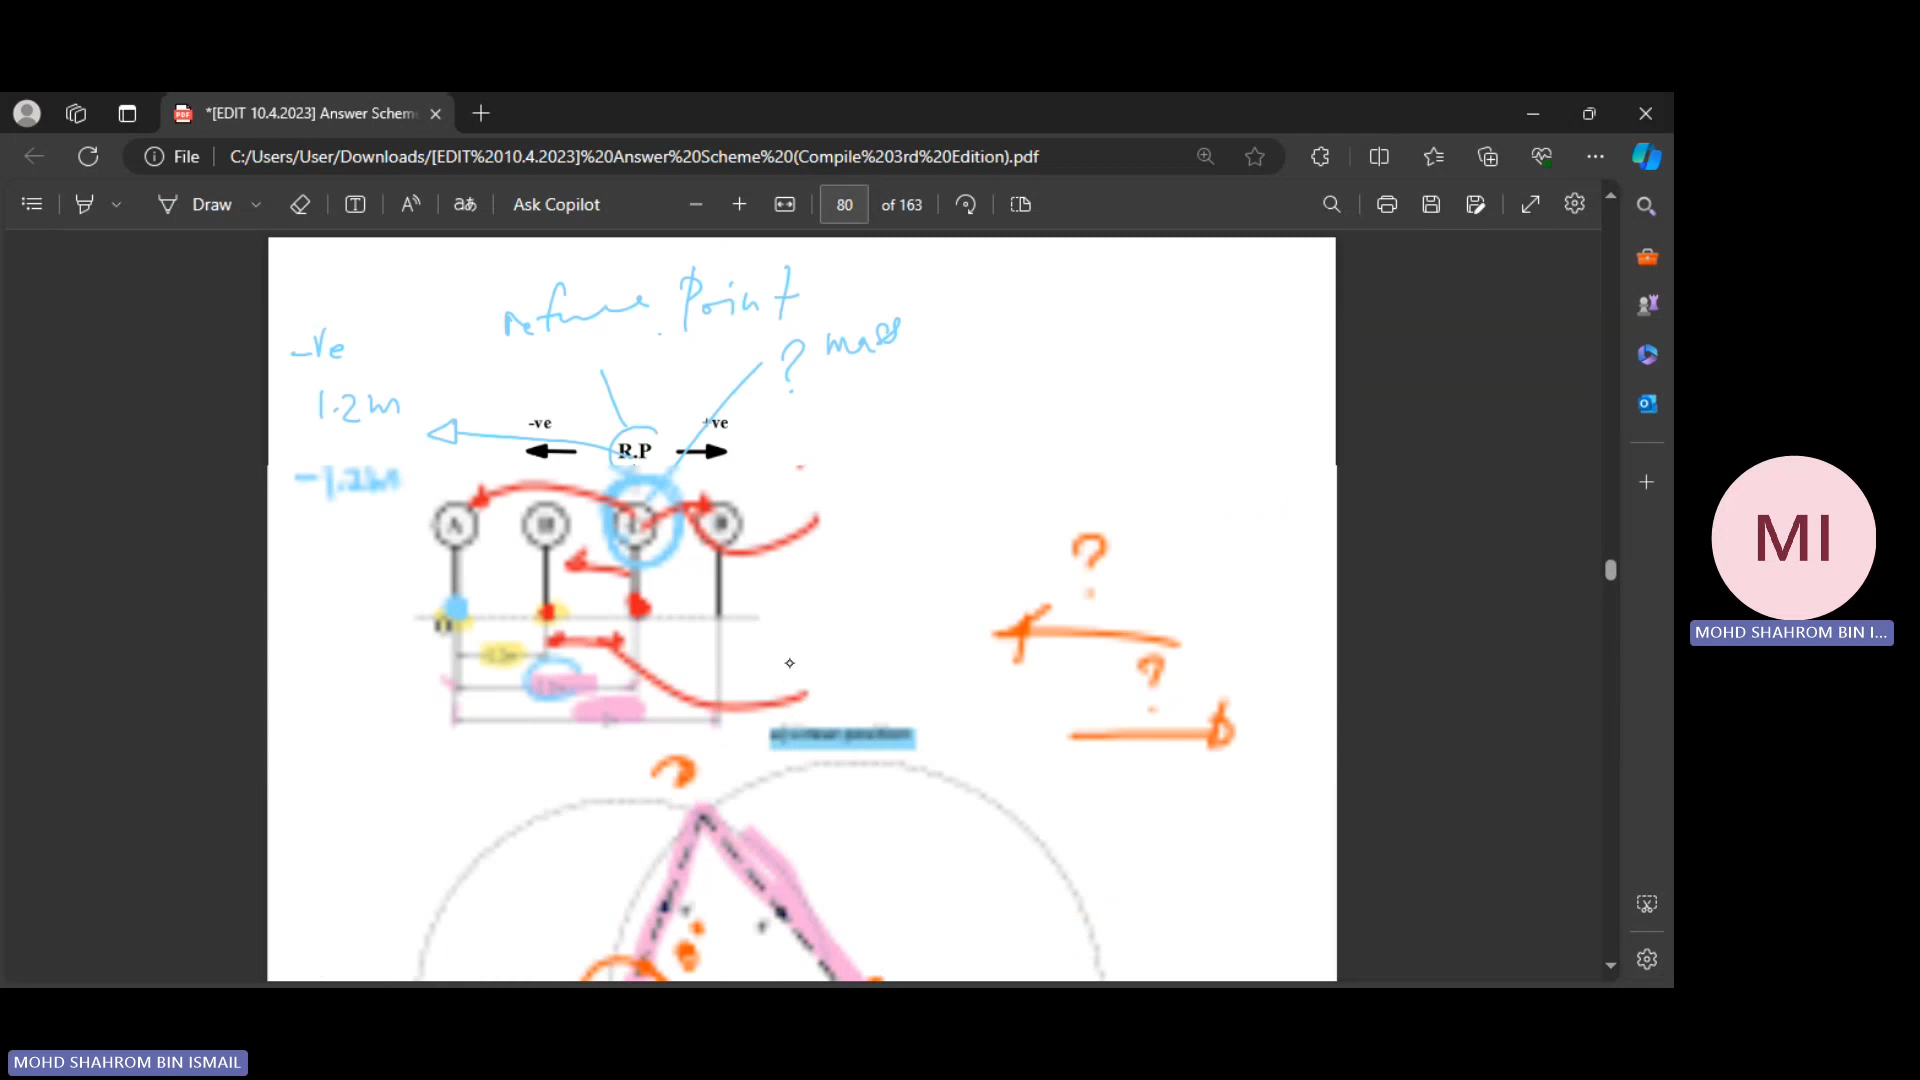 *[EDIT 10.4.2023] Answer Schem
File
C:/Users/User/Downloads/[EDIT%2010.4.2023]%20Answer%20Scheme%20(Compile%203rd%20Edition).pdf
Draw
Ask Copilot
80
of 163
Point
-ve
? mass
1.2m
-ve
+ve
R.P
-1.2m
A
?
?
?
MI
MOHD SHAHROM BIN I...
MOHD SHAHROM BIN ISMAIL